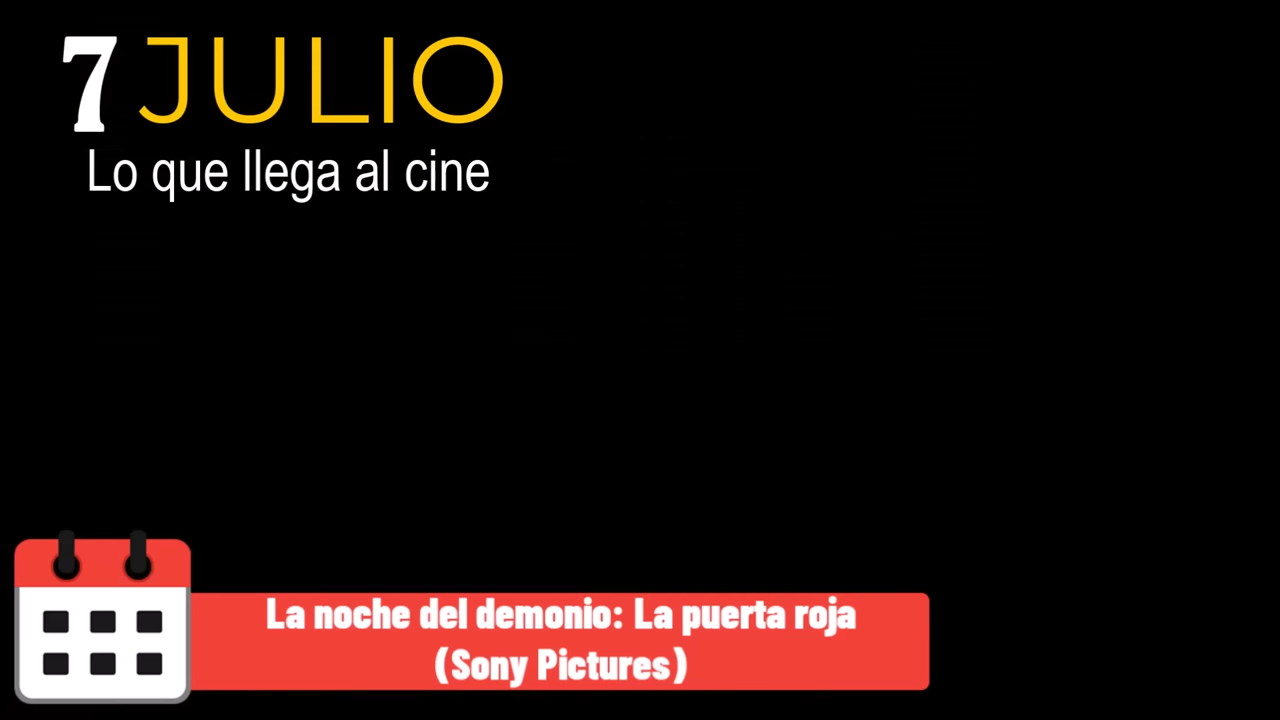 7 JULIO
Lo que llega al cine
La noche del demonio: La puerta roja
(Sony Pictures)